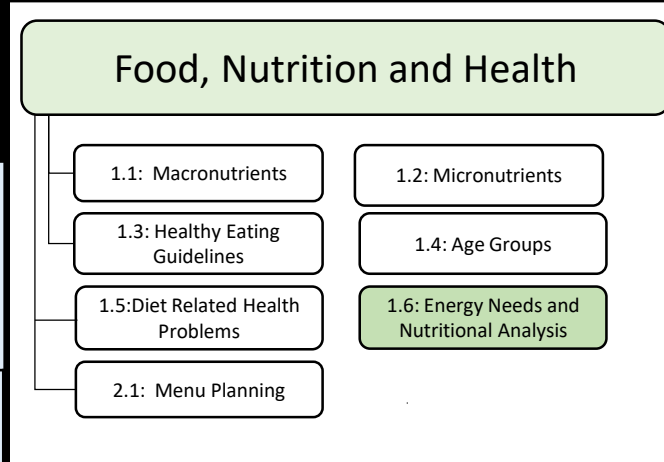 Food, Nutrition and Health
1.1: Macronutrients
1.2: Micronutrients
1.3: Healthy Eating
Guidelines
1.4: Age Groups
1.5:Diet Related Health
Problems
1.6: Energy Needs and
Nutritional Analysis
2.1: Menu Planning